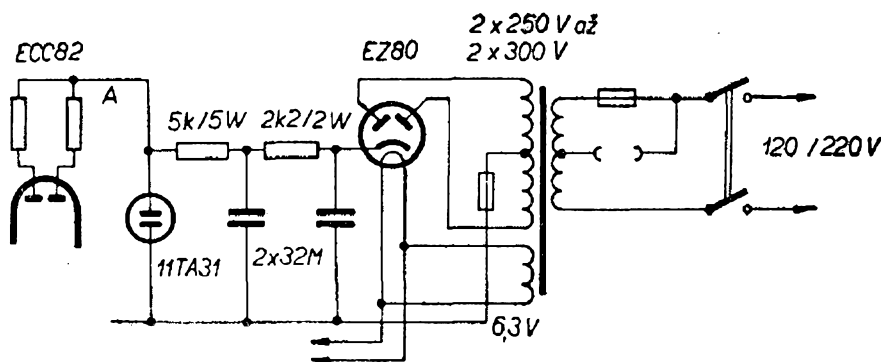 2 x 250 V až
2 x 300 V
ECC82
EZ80
A
5k/5W
2k2/2W
120/220V
11TA31
2x32M
6,3V